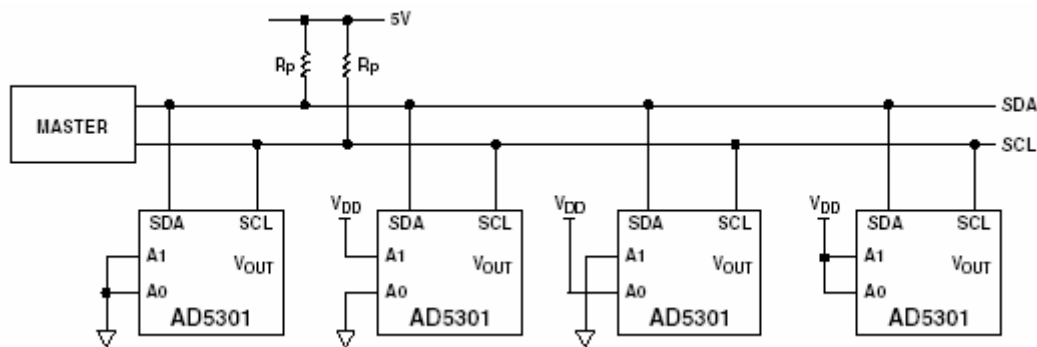 5V
Rp Rp
MASTER
SDA
SCL
VDD VDD VDD
SDA SCL SDA SCL SDA SCL SDA SCL
A1 A1 A1 A1
VOUT VOUT VOUT VOUT
A0 A0 A0 A0
AD5301 AD5301 AD5301 AD5301